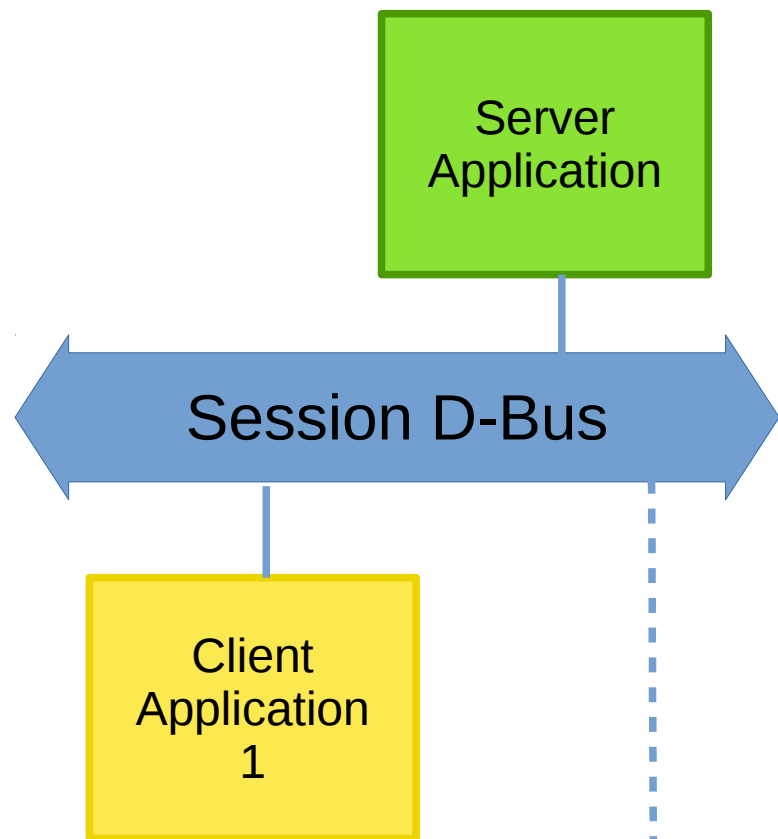 Server
Application
Session D-Bus
Client
Application
1